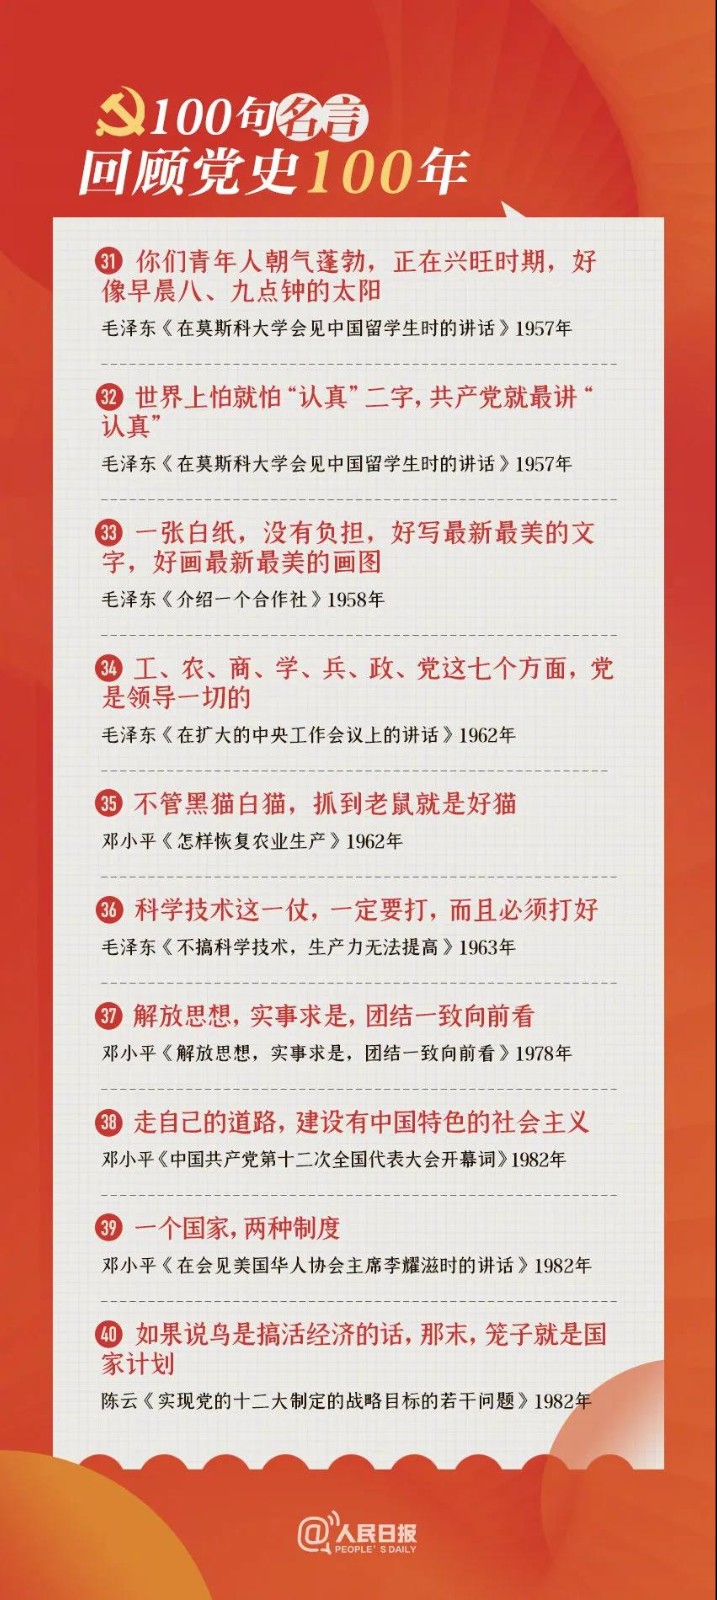 100句名言
回顾党史100年
31 你们青年人朝气蓬勃，正在兴旺时期，好
像早晨八、九点钟的太阳
毛泽东《在莫斯科大学会见中国留学生时的讲话》1957年
32 世界上怕就怕“认真”二字，共产党就最讲“
认真”
毛泽东《在莫斯科大学会见中国留学生时的讲话》1957年
33 一张白纸，没有负担，好写最新最美的文
字，好画最新最美的画图
毛泽东《介绍一个合作社》1958年
34 工、农、商、学、兵、政、党这七个方面，党
是领导一切的
毛泽东《在扩大的中央工作会议上的讲话》1962年
35 不管黑猫白猫，抓到老鼠就是好猫
邓小平《怎样恢复农业生产》1962年
36 科学技术这一仗，一定要打，而且必须打好
毛泽东《不搞科学技术，生产力无法提高》1963年
37 解放思想，实事求是，团结一致向前看
邓小平《解放思想，实事求是，团结一致向前看》1978年
38 走自己的道路，建设有中国特色的社会主义
邓小平《中国共产党第十二次全国代表大会开幕词》1982年
39 一个国家，两种制度
邓小平《在会见美国华人协会主席李耀滋时的讲话》1982年
40 如果说鸟是搞活经济的话，那末，笼子就是国
家计划
陈云《实现党的十二大制定的战略目标的若干问题》1982年
@人民日报
PEOPLE'S DAILY